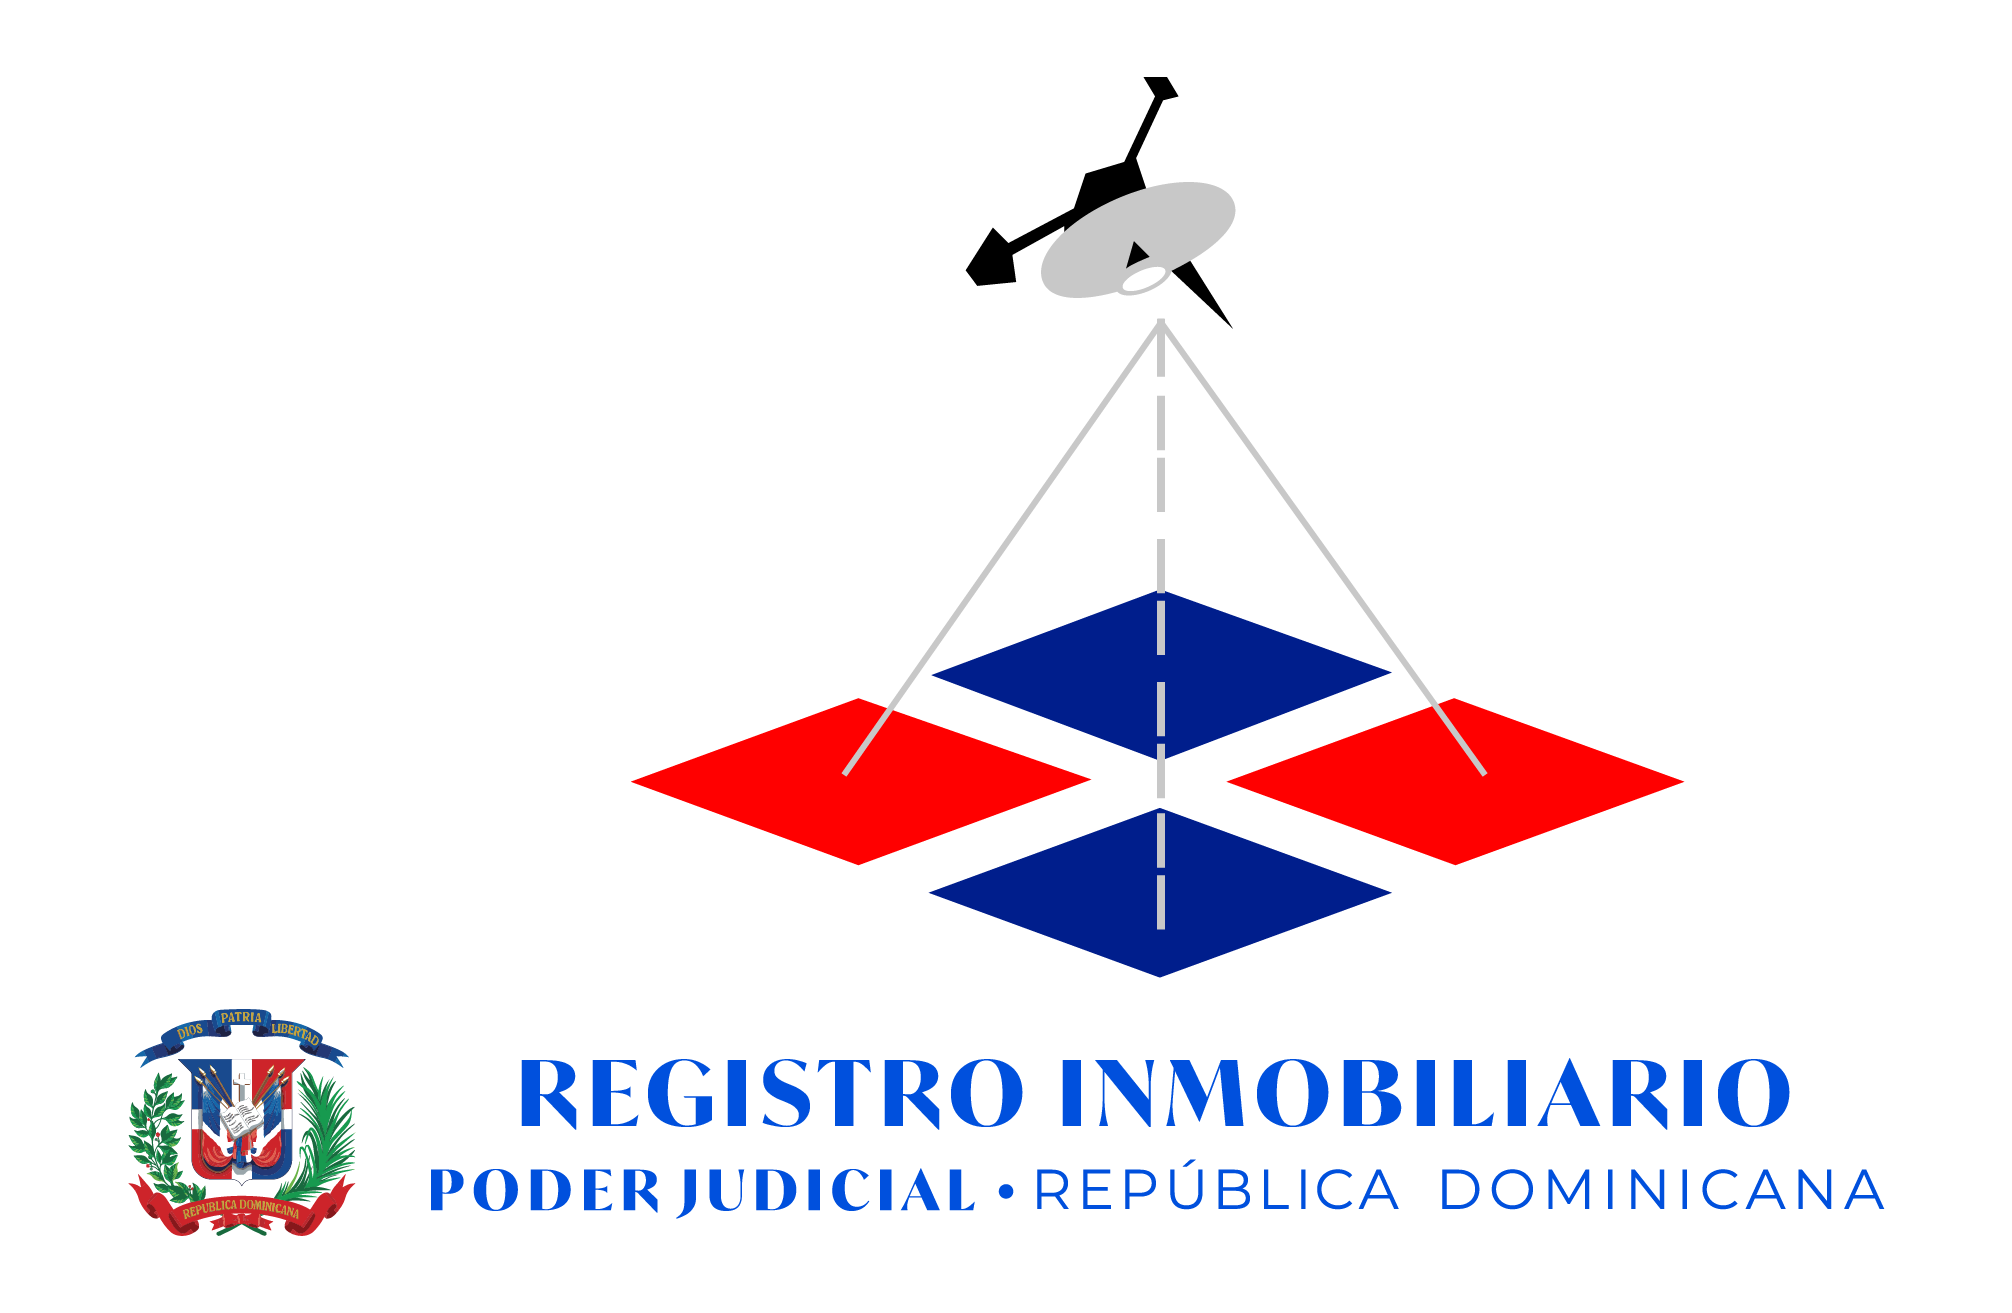 DIOS PATRIA LIBERTAD
REPÚBLICA DOMINICANA
REGISTRO INMOBILIARIO
PODER JUDICIAL • REPÚBLICA DOMINICANA